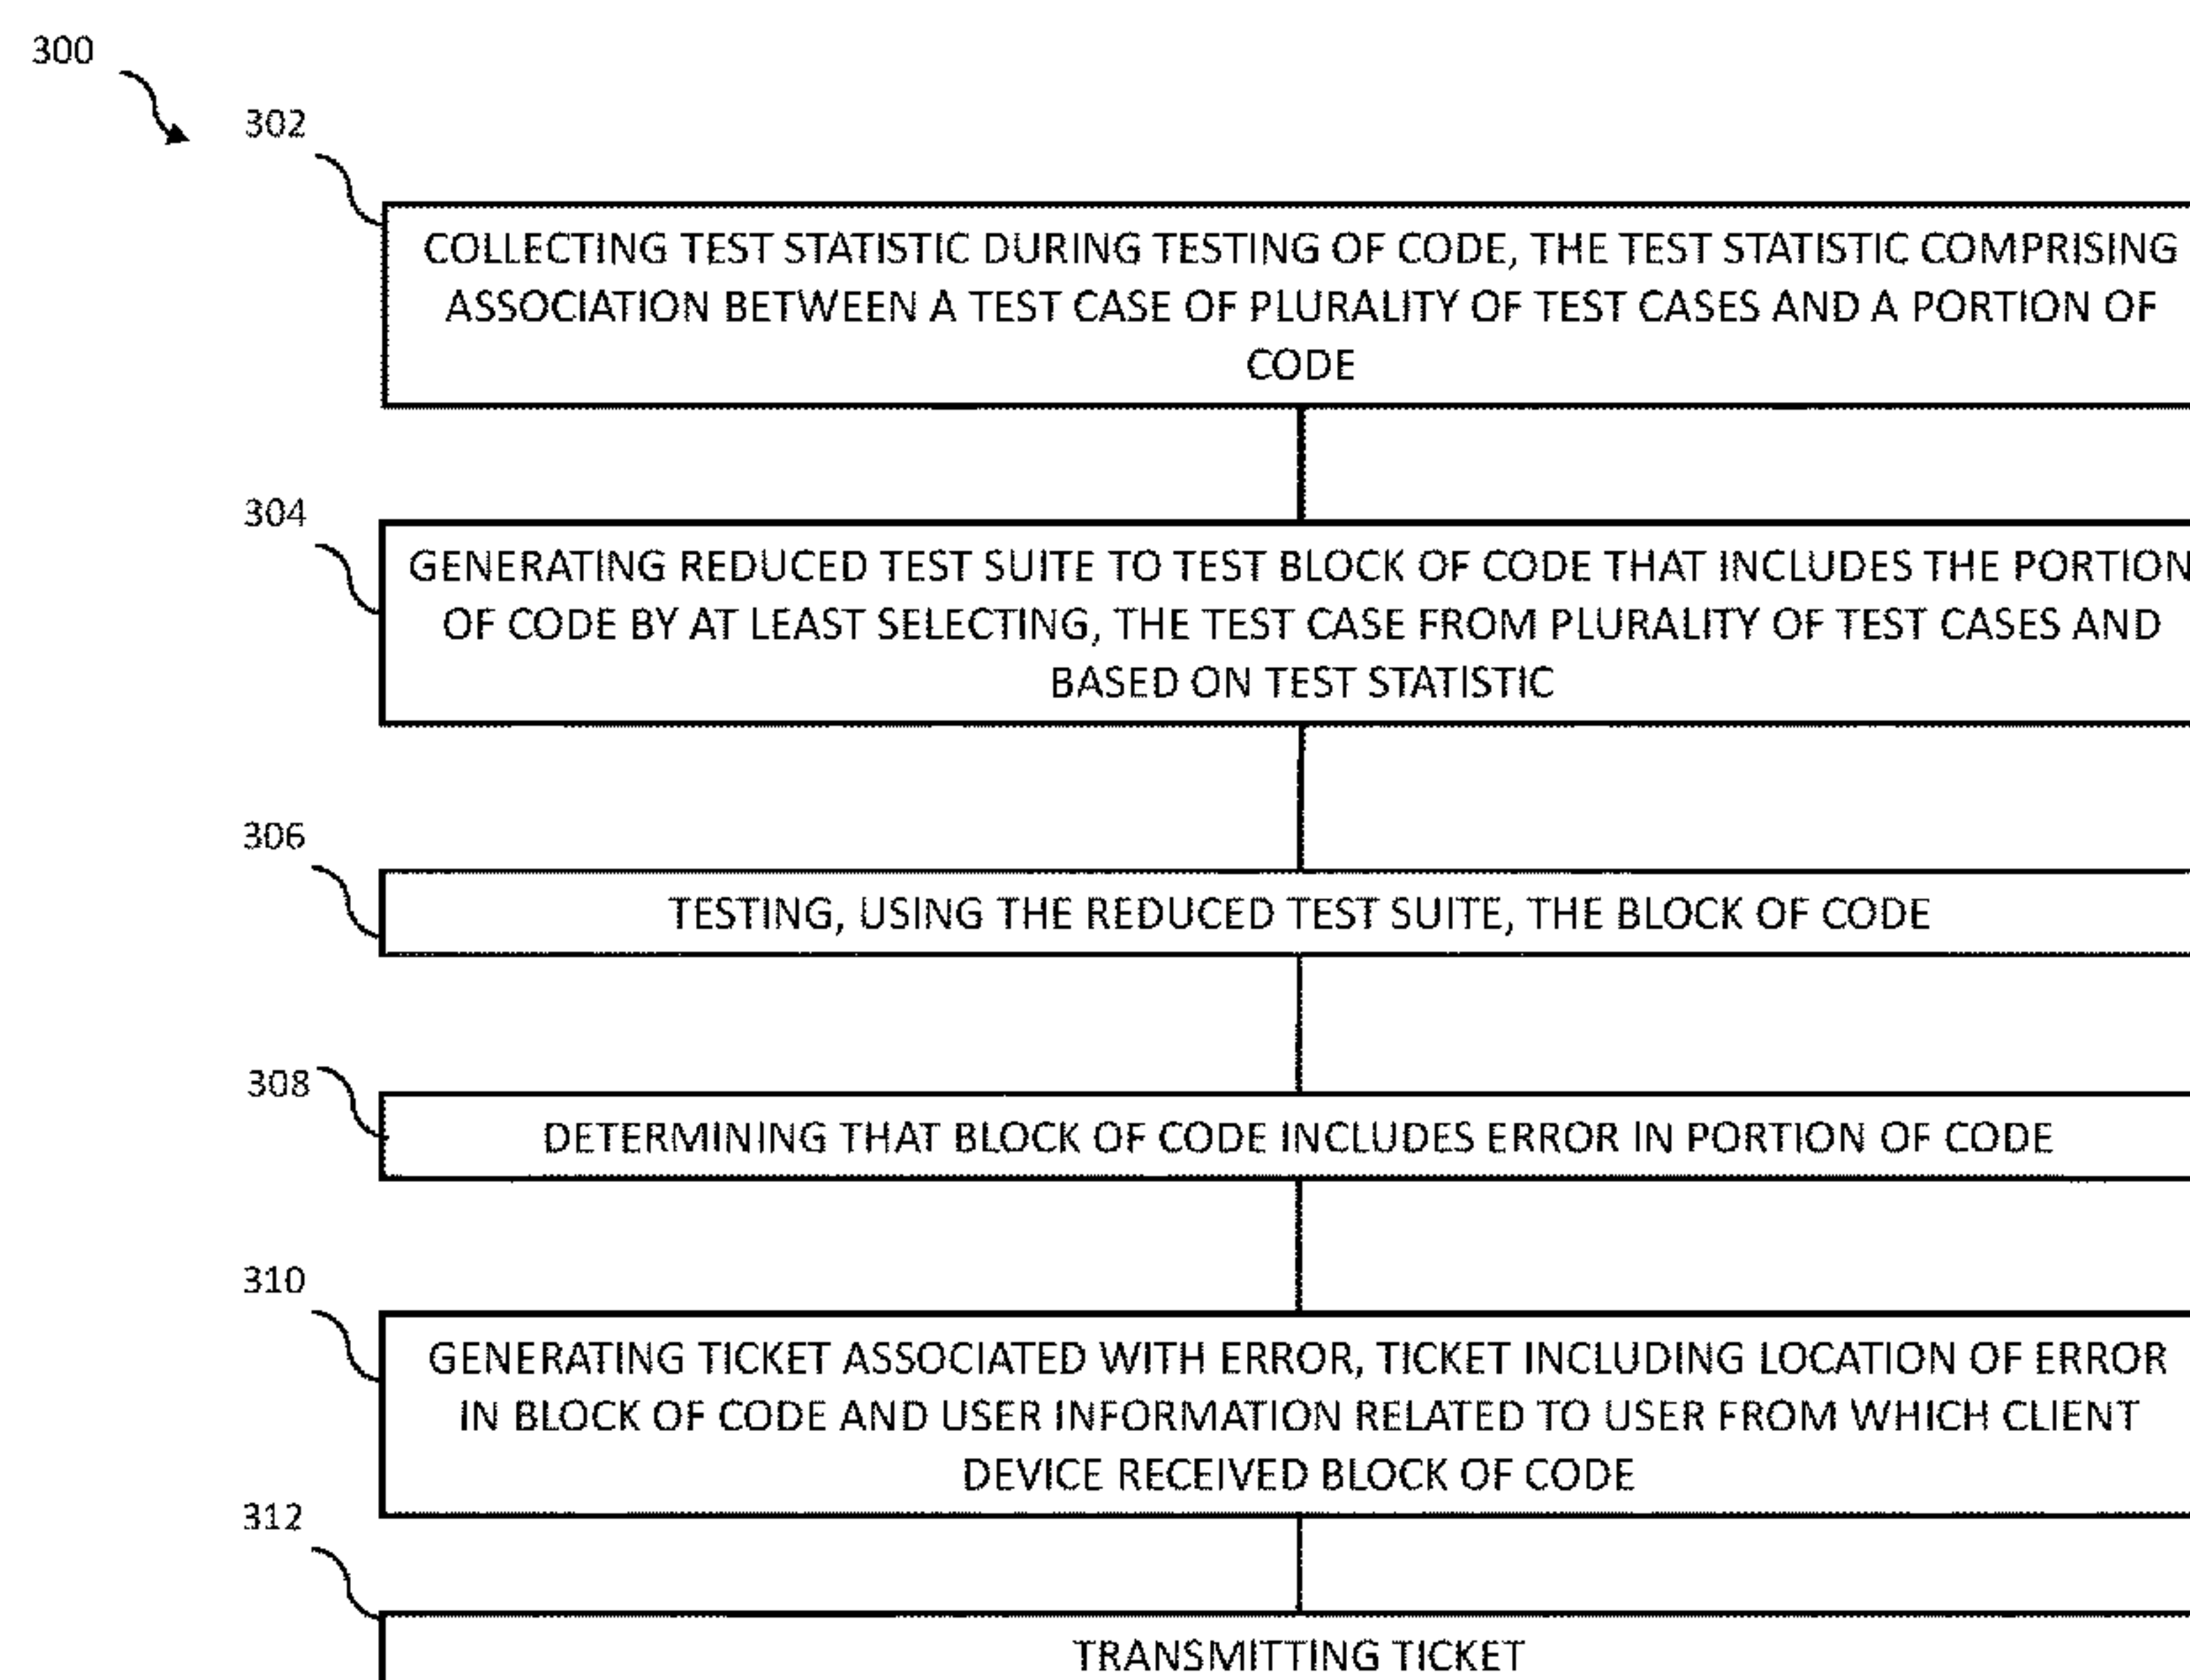 300
302
COLLECTING TEST STATISTIC DURING TESTING OF CODE, THE TEST STATISTIC COMPRISING
ASSOCIATION BETWEEN A TEST CASE OF PLURALITY OF TEST CASES AND A PORTION OF
CODE
304
GENERATING REDUCED TEST SUITE TO TEST BLOCK OF CODE THAT INCLUDES THE PORTION
OF CODE BY AT LEAST SELECTING, THE TEST CASE FROM PLURALITY OF TEST CASES AND
BASED ON TEST STATISTIC
306
TESTING, USING THE REDUCED TEST SUITE, THE BLOCK OF CODE
308
DETERMINING THAT BLOCK OF CODE INCLUDES ERROR IN PORTION OF CODE
310
GENERATING TICKET ASSOCIATED WITH ERROR, TICKET INCLUDING LOCATION OF ERROR
IN BLOCK OF CODE AND USER INFORMATION RELATED TO USER FROM WHICH CLIENT
DEVICE RECEIVED BLOCK OF CODE
312
TRANSMITTING TICKET